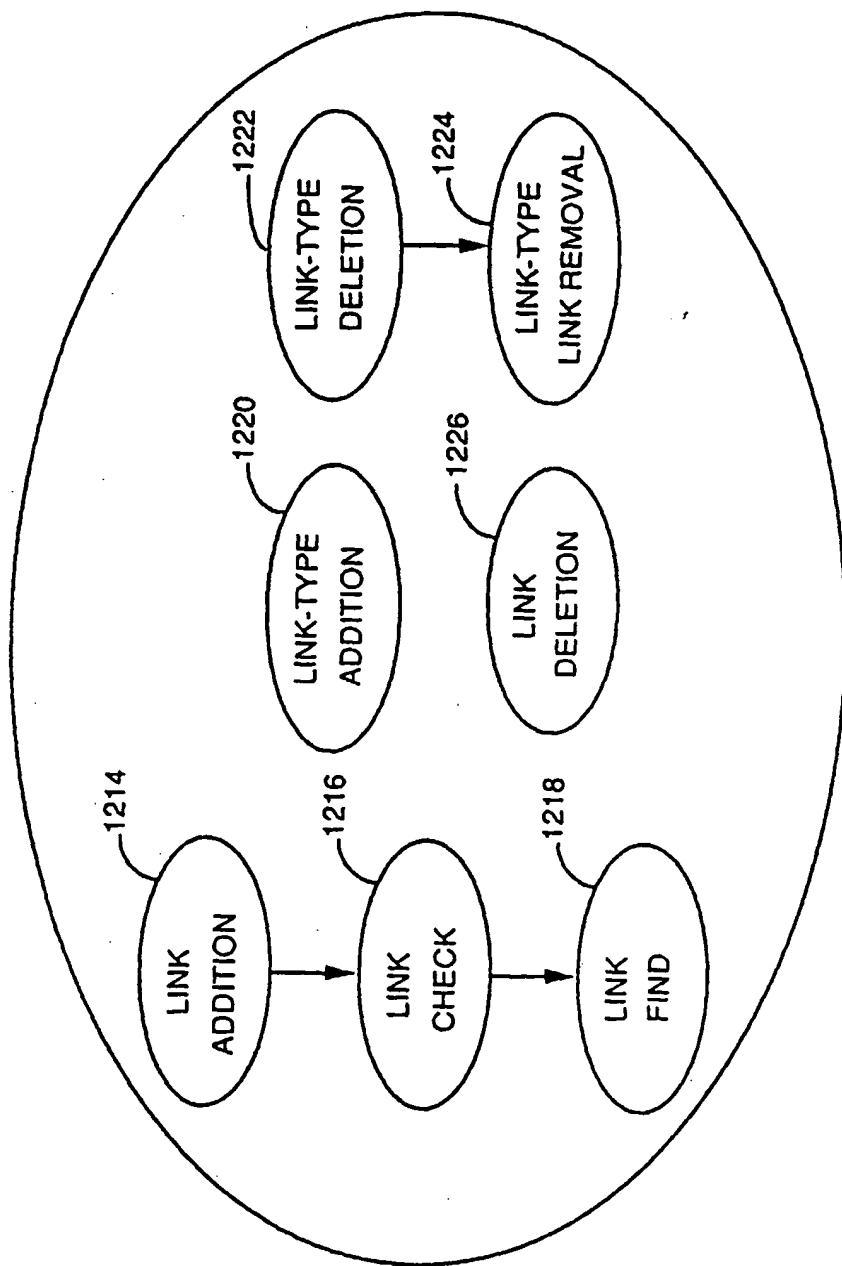 1214
LINK
ADDITION
1216
LINK
CHECK
1218
LINK
FIND
1220
LINK-TYPE
ADDITION
1226
LINK
DELETION
1222
LINK-TYPE
DELETION
1224
LINK-TYPE
LINK REMOVAL